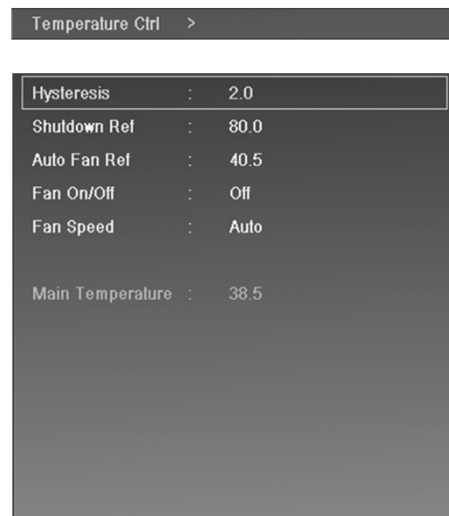 Temperature Ctrl >
Hysteresis : 2.0
Shutdown Ref : 80.0
Auto Fan Ref : 40.5
Fan On/Off : Off
Fan Speed : Auto
Main Temperature : 38.5